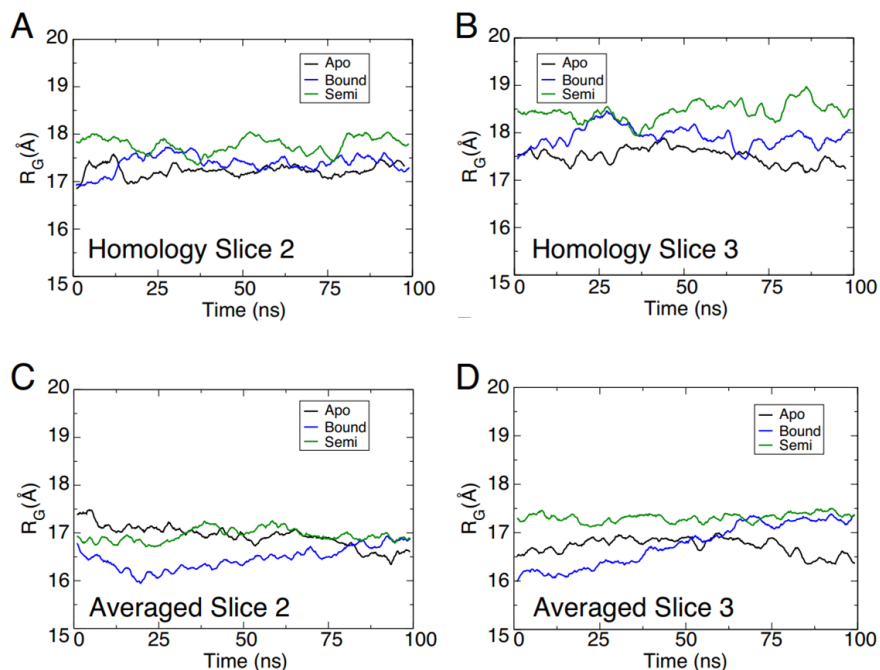 A
20
19
18
17
16
15
R_G(Å)
Apo
Bound
Semi
Homology Slice 2
0 25 50 75 100
Time (ns)
B
20
19
18
17
16
15
R_G(Å)
Apo
Bound
Semi
Homology Slice 3
0 25 50 75 100
Time (ns)
C
20
19
18
17
16
15
R_G(Å)
Apo
Bound
Semi
Averaged Slice 2
0 25 50 75 100
Time (ns)
D
20
19
18
17
16
15
R_G(Å)
Apo
Bound
Semi
Averaged Slice 3
0 25 50 75 100
Time (ns)